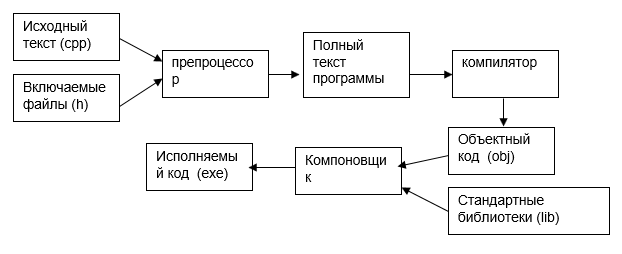 Исходный
текст (cpp)
Включаемые
файлы (h)
препроцессо
р
Полный
текст
программы
компилятор
Объектный
код (obj)
Стандартные
библиотеки (lib)
Компоновщи
к
Исполняемы
й код (exe)